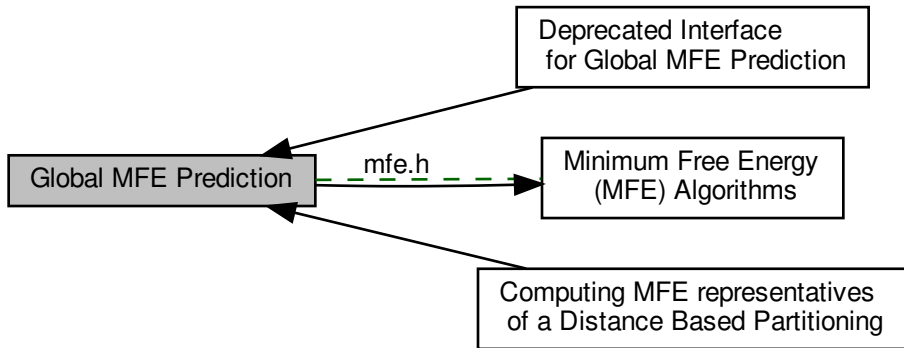 Deprecated Interface
for Global MFE Prediction
Global MFE Prediction
mfe.h
Minimum Free Energy
(MFE) Algorithms
Computing MFE representatives
of a Distance Based Partitioning